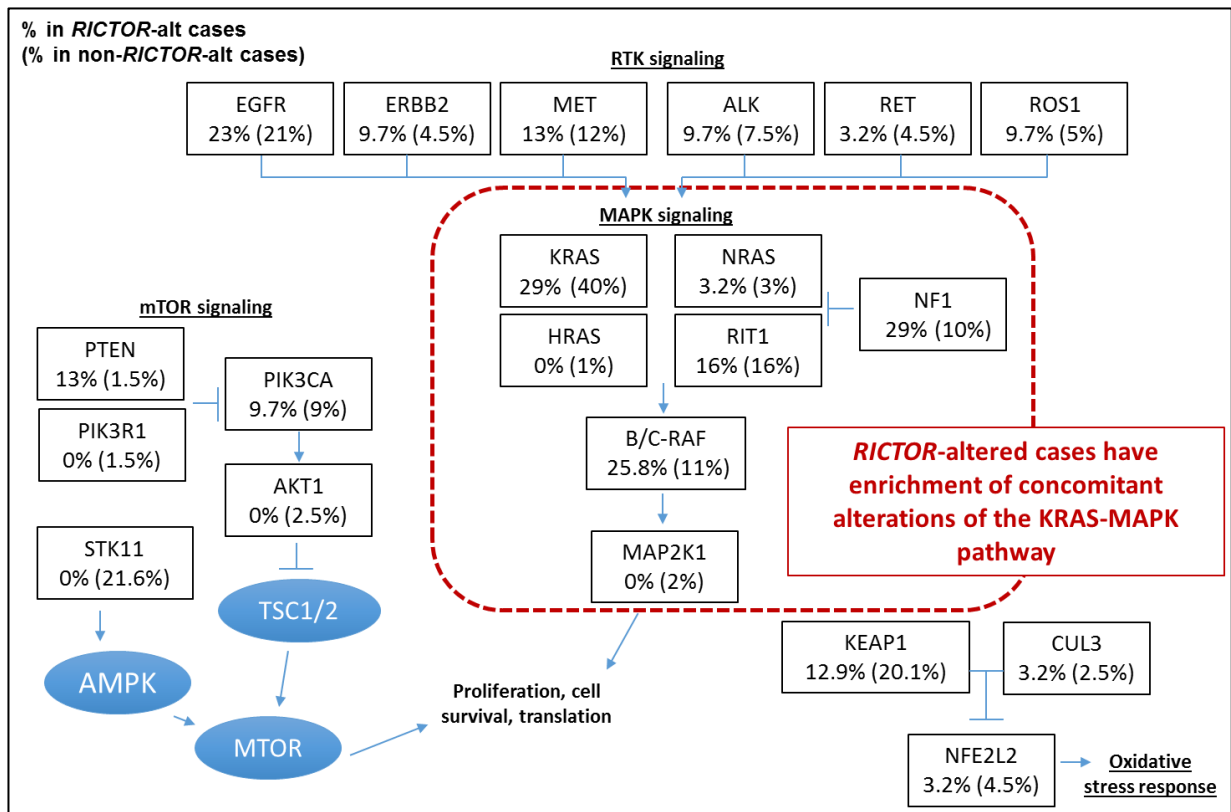 % in RICTOR-alt cases
(% in non-RICTOR-alt cases)
RTK signaling
EGFR
23% (21%)
ERBB2
9.7% (4.5%)
MET
13% (12%)
ALK
9.7% (7.5%)
RET
3.2% (4.5%)
ROS1
9.7% (5%)
MAPK signaling
KRAS
29% (40%)
NRAS
3.2% (3%)
HRAS
0% (1%)
RIT1
16% (16%)
NF1
29% (10%)
B/C-RAF
25.8% (11%)
MAP2K1
0% (2%)
RICTOR-altered cases have
enrichment of concomitant
alterations of the KRAS-MAPK
pathway
mTOR signaling
PTEN
13% (1.5%)
PIK3R1
0% (1.5%)
PIK3CA
9.7% (9%)
AKT1
0% (2.5%)
STK11
0% (21.6%)
TSC1/2
AMPK
MTOR
Proliferation, cell
survival, translation
KEAP1
12.9% (20.1%)
CUL3
3.2% (2.5%)
NFE2L2
3.2% (4.5%)
Oxidative
stress response